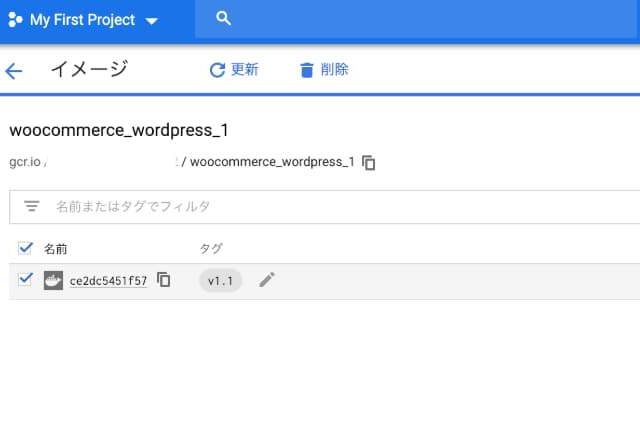 My First Project
イメージ 更新 削除
woocommerce_wordpress_1
gcr.io / / woocommerce_wordpress_1
名前またはタグでフィルタ
名前 タグ
ce2dc5451f57 v1.1